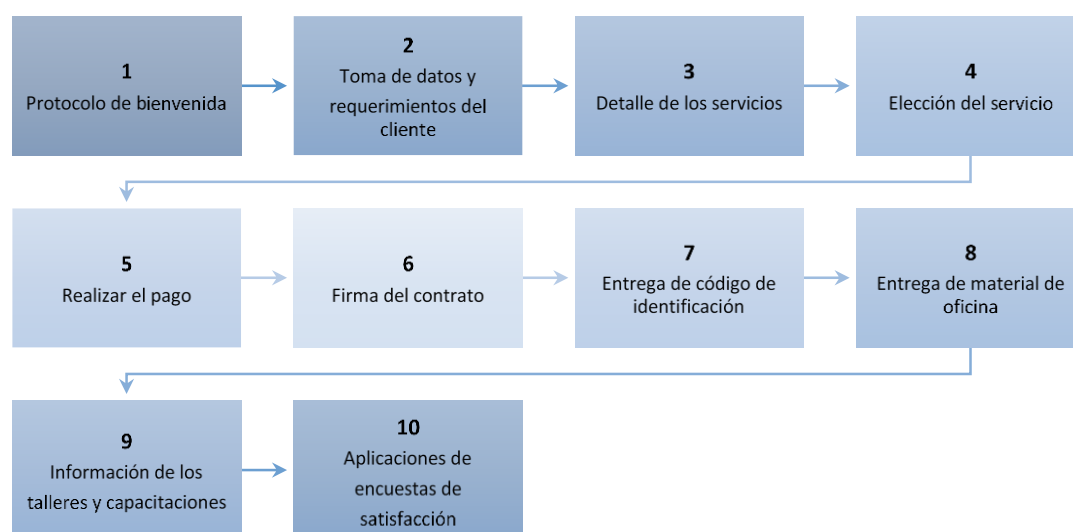 1
Protocolo de bienvenida
2
Toma de datos y
requerimientos del
cliente
3
Detalle de los servicios
4
Elección del servicio
5
Realizar el pago
6
Firma del contrato
7
Entrega de código de
identificación
8
Entrega de material de
oficina
9
Información de los
talleres y capacitaciones
10
Aplicaciones de
encuestas de
satisfacción